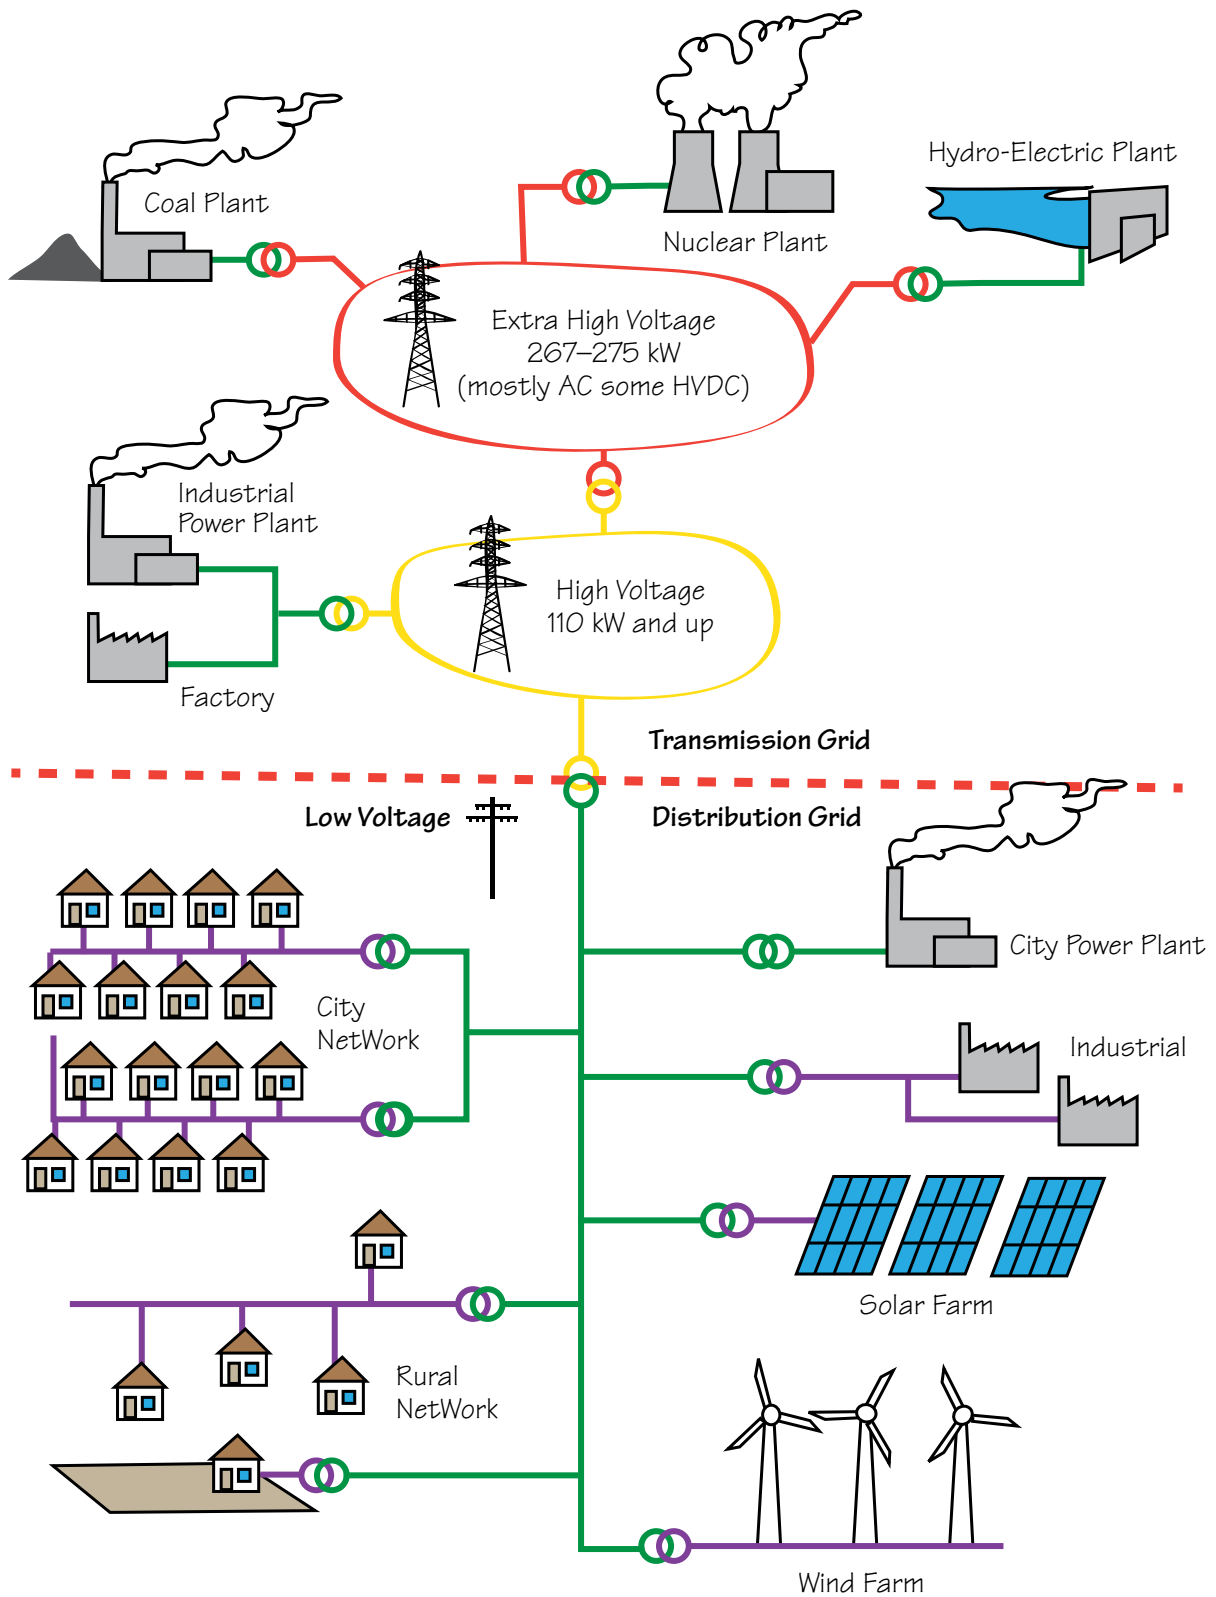 Coal Plant
Nuclear Plant
Hydro-Electric Plant
Extra High Voltage
267–275 kW
(mostly AC some HVDC)
Industrial
Power Plant
High Voltage
110 kW and up
Factory
Transmission Grid
Low Voltage
Distribution Grid
City Power Plant
City
NetWork
Industrial
Solar Farm
Rural
NetWork
Wind Farm